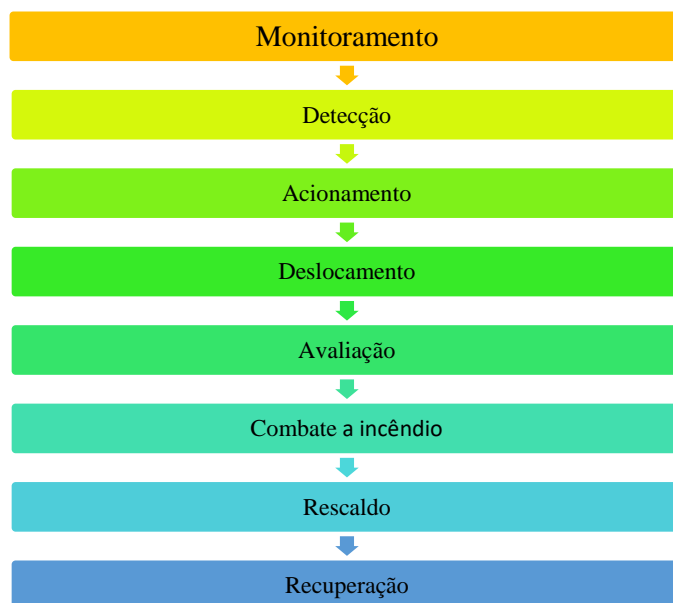 Monitoramento
Detecção
Acionamento
Deslocamento
Avaliação
Combate a incêndio
Rescaldo
Recuperação